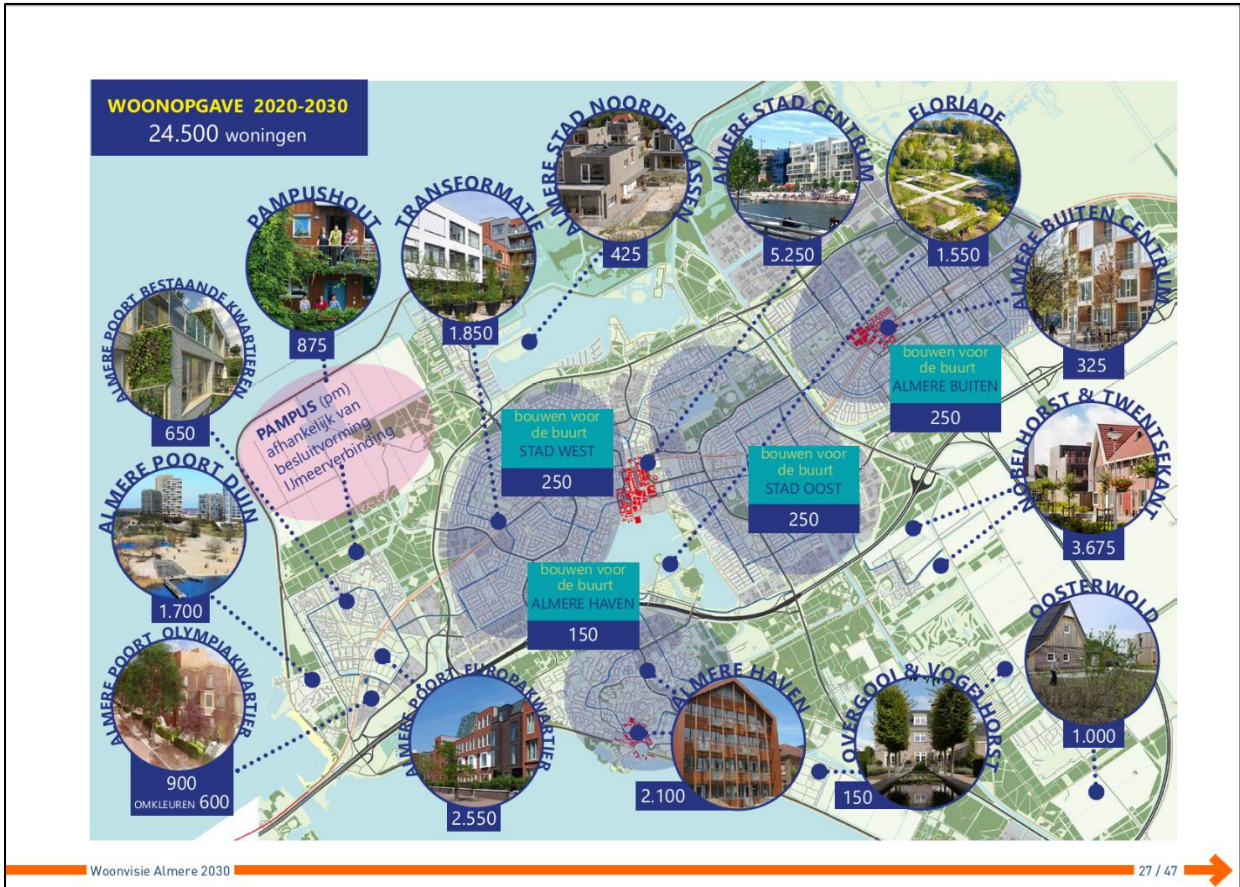 WOONOPGAVE 2020-2030
24.500 woningen
ALMERE STAD NOORDERPLASSEN
425
ALMERE STAD CENTRUM
5.250
FLORIADE
1.550
PAMPUSHOUT
875
TRANSFORMATIE
1.850
ALMERE BUITEN CENTRUM
325
ALMERE POORT BESTAANDE KWARTIEREN
650
PAMPUS (pm)
afhankelijk van
besluitvorming
IJmeerverbinding
bouwen voor
de buurt
ALMERE BUITEN
250
bouwen voor
de buurt
STAD WEST
250
bouwen voor
de buurt
STAD OOST
250
NOBELHORST & TWENTSEKANT
3.675
ALMERE POORT DUIN
1.700
bouwen voor
de buurt
ALMERE HAVEN
150
OOSTERWOLD
1.000
ALMERE POORT OLYMPIAKWARTIER
900
OMKLEUREN 600
ALMERE POORT EUROPAKWARTIER
2.550
ALMERE HAVEN
2.100
OVERGOOI & VOGELHORST
150
Woonvisie Almere 2030
27 / 47